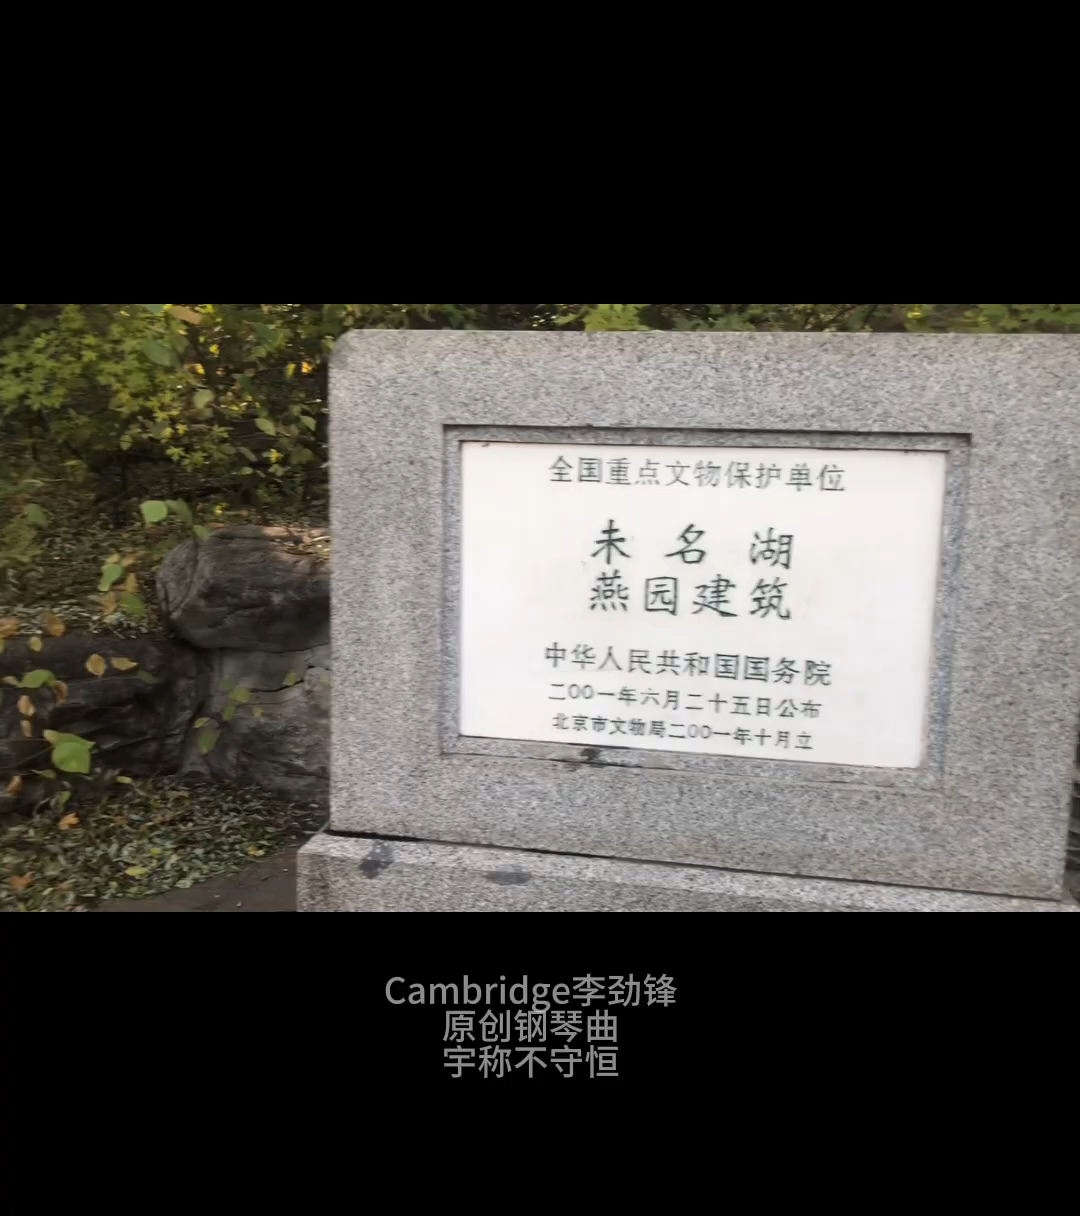 全国重点文物保护单位
未名湖
燕园建筑
中华人民共和国国务院
二〇〇一年六月二十五日公布
北京市文物局二〇〇一年十月立
Cambridge李劲锋
原创钢琴曲
宇称不守恒